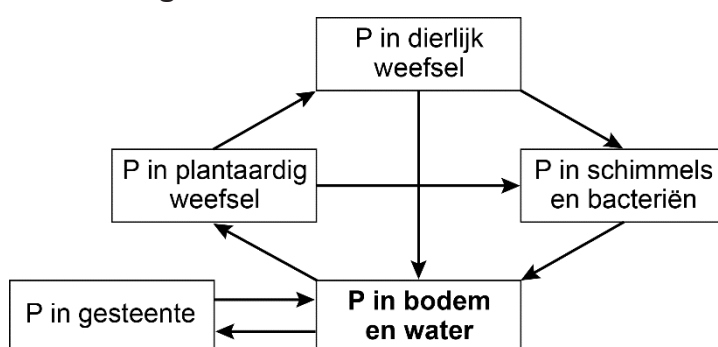 P in dierlijk
weefsel
P in plantaardig
weefsel
P in schimmels
en bacteriën
P in gesteente
P in bodem
en water